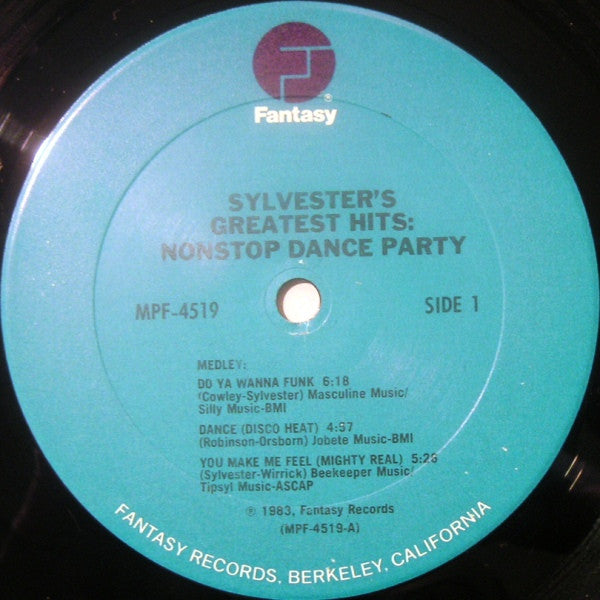 Fantasy®
SYLVESTER'S
GREATEST HITS:
NONSTOP DANCE PARTY
MPF-4519
SIDE 1
MEDLEY:
DO YA WANNA FUNK 6:18
(Cowley-Sylvester) Masculine Music/
Silly Music-BMI
DANCE (DISCO HEAT) 4:97
(Robinson-Orsborn) Jobete Music-BMI
YOU MAKE ME FEEL (MIGHTY REAL) 5:26
(Sylvester-Wirrick) Beekeeper Music/
Tipsyl Music-ASCAP
℗ 1983, Fantasy Records
(MPF-4519-A)
FANTASY RECORDS, BERKELEY, CALIFORNIA